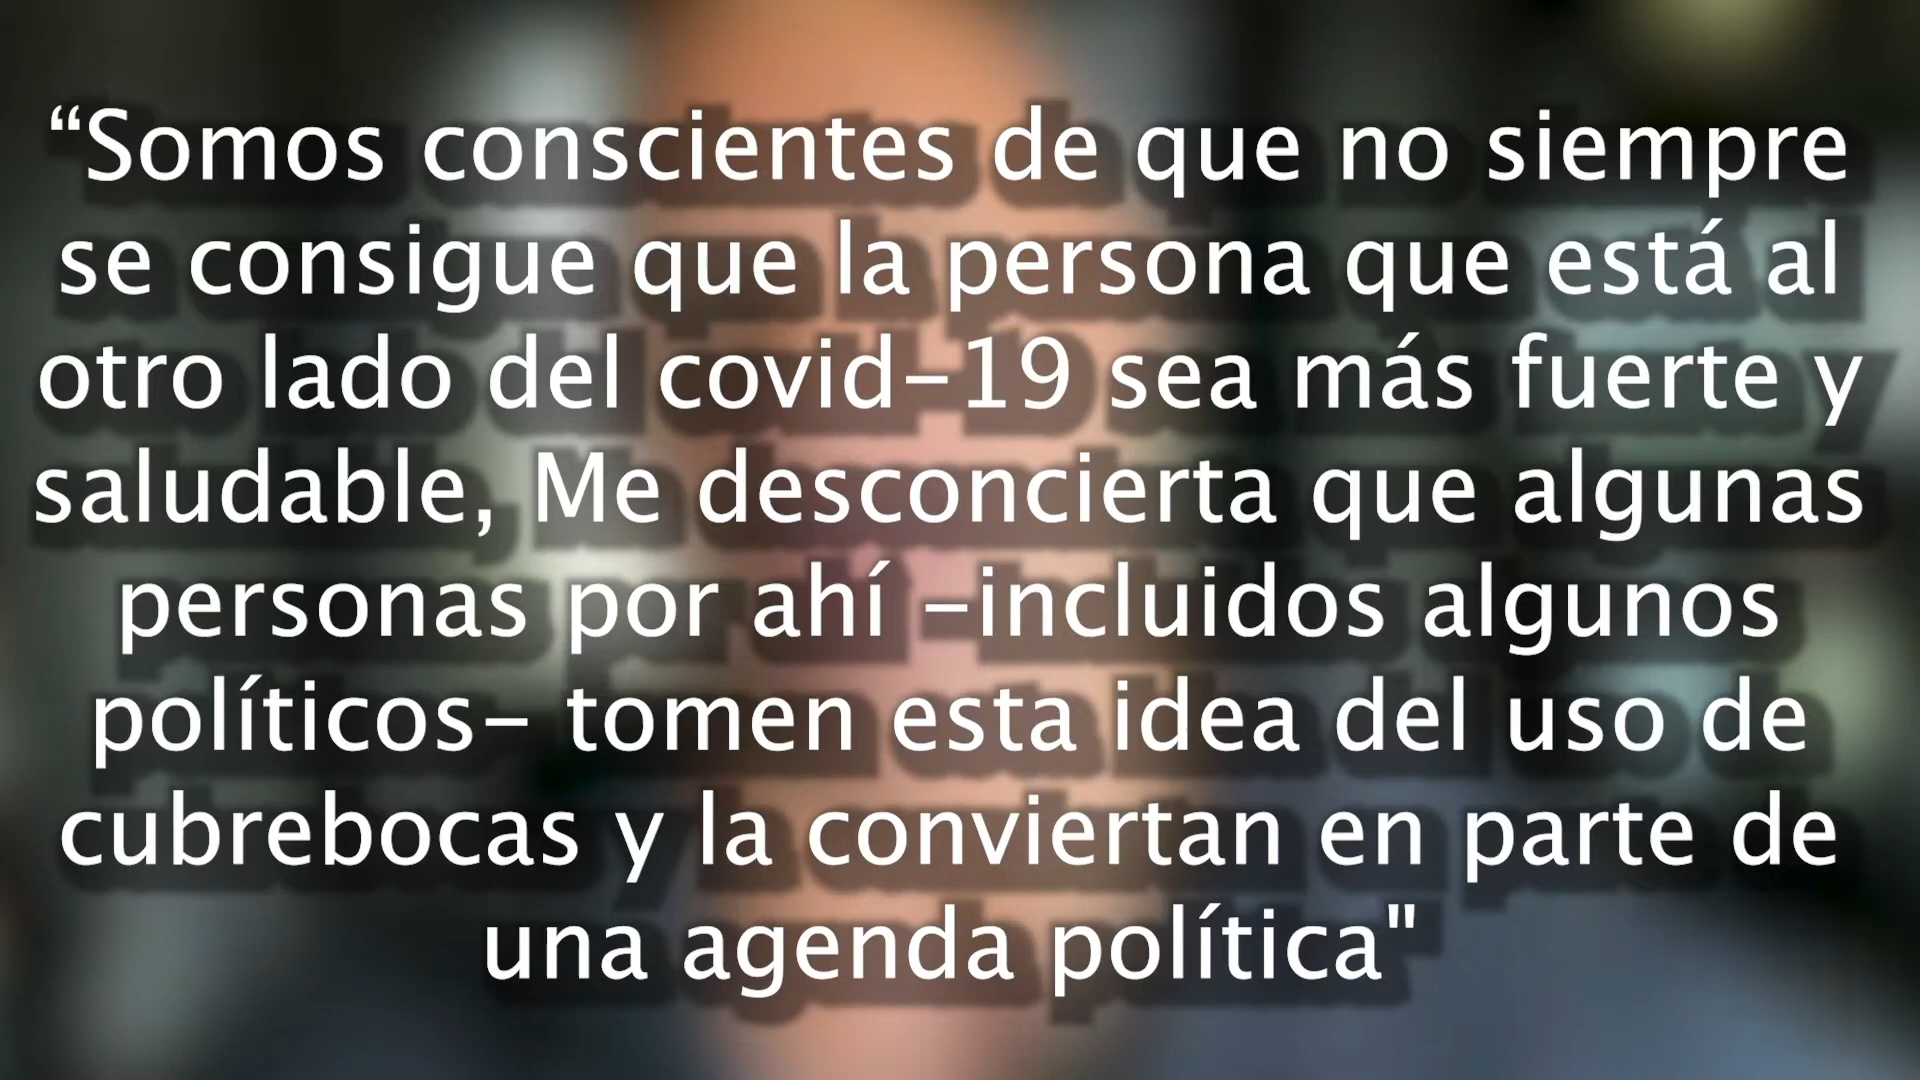 “Somos conscientes de que no siempre
se consigue que la persona que está al
otro lado del covid-19 sea más fuerte y
saludable, Me desconcierta que algunas
personas por ahí -incluidos algunos
políticos- tomen esta idea del uso de
cubrebocas y la conviertan en parte de
una agenda política"